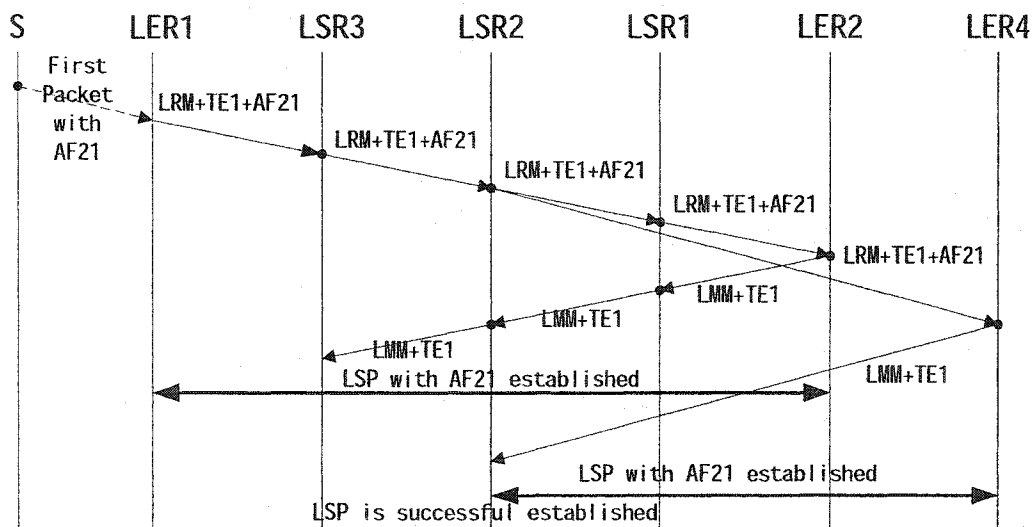 S LER1 LSR3 LSR2 LSR1 LER2 LER4
First
Packet
with
AF21
LRM+TE1+AF21
LRM+TE1+AF21
LRM+TE1+AF21
LRM+TE1+AF21
LRM+TE1+AF21
LMM+TE1
LMM+TE1
LMM+TE1
LMM+TE1
LSP with AF21 established
LSP with AF21 established
LSP is successful established